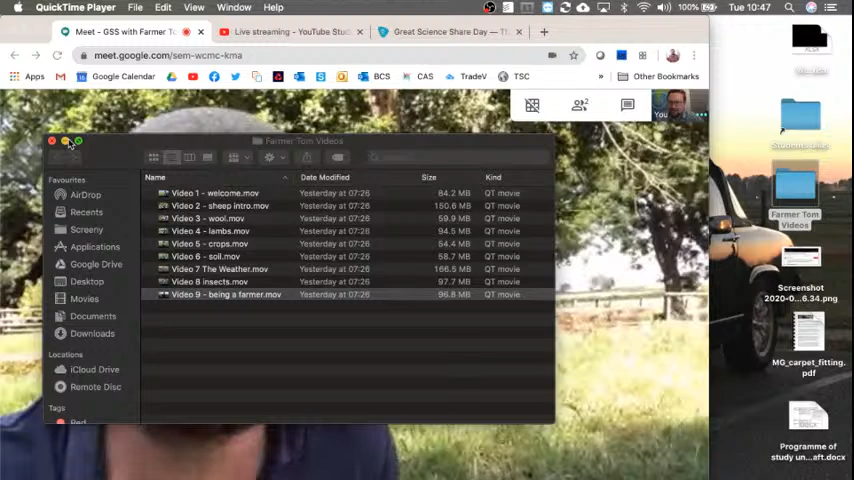 QuickTime Player File Edit View Window Help 100% Tue 10:47
Meet - GSS with Farmer T
Live streaming - YouTube Stud
Great Science Share Day — Th
meet.google.com/sem-wcmc-kma
Apps Google Calendar BCS CAS TradeV TSC » Other Bookmarks
2
You
Farmer Tom Videos
Favourites
AirDrop
Recents
Screeny
Applications
Google Drive
Desktop
Movies
Documents
Downloads
Locations
iCloud Drive
Remote Disc
Tags
Red
Name Date Modified Size Kind
Video 1 - welcome.mov Yesterday at 07:26 84.2 MB QT movie
Video 2 - sheep intro.mov Yesterday at 07:26 150.6 MB QT movie
Video 3 - wool.mov Yesterday at 07:26 59.9 MB QT movie
Video 4 - lambs.mov Yesterday at 07:26 94.5 MB QT movie
Video 5 - crops.mov Yesterday at 07:26 54.4 MB QT movie
Video 6 - soil.mov Yesterday at 07:26 58.7 MB QT movie
Video 7 The Weather.mov Yesterday at 07:26 166.5 MB QT movie
Video 8 insects.mov Yesterday at 07:26 97.7 MB QT movie
Video 9 - being a farmer.mov Yesterday at 07:26 96.8 MB QT movie
XLSX
Farmer Tom
Videos
Screenshot
2020-0...6.34.png
MG_carpet_fitting.
pdf
DOCX
Programme of
study un...aft.docx